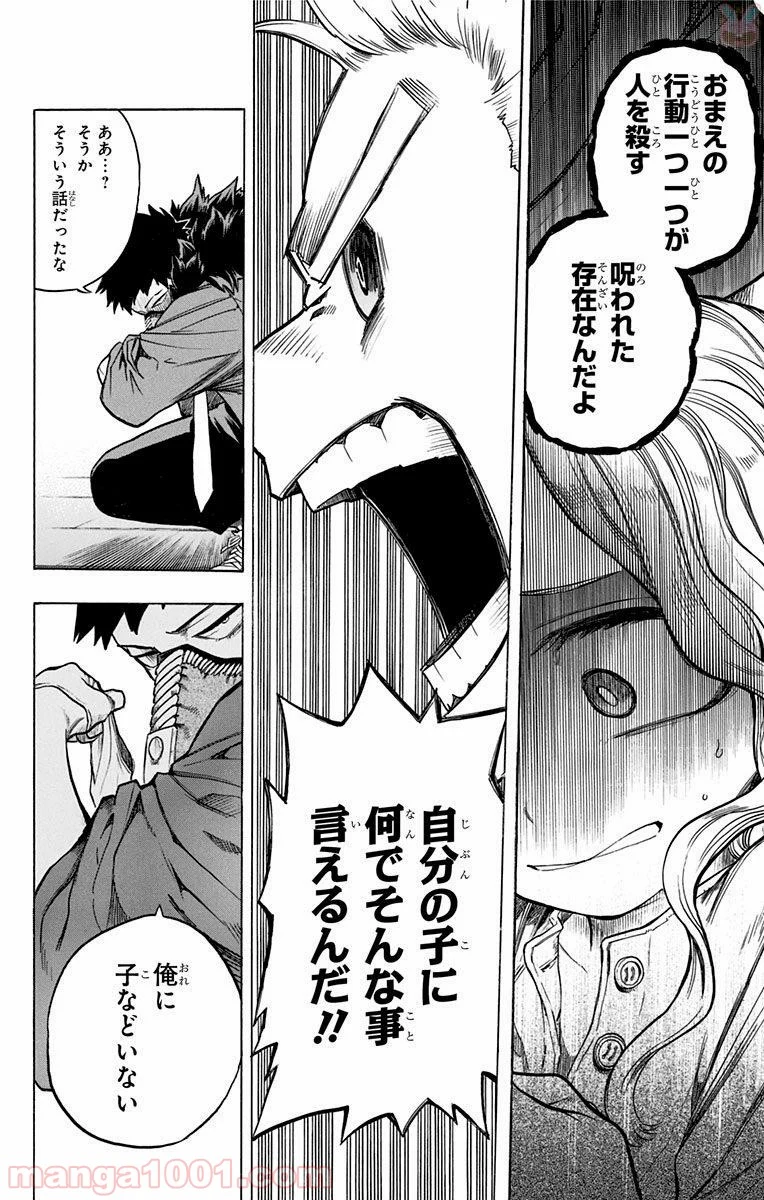 おまえの
行動一つ一つが
人を殺す
呪われた
存在なんだよ
自分の子に
何でそんな事
言えるんだ!!
ああ…?
そうか
そういう話だったな
俺に
子などいない
manga1001.com